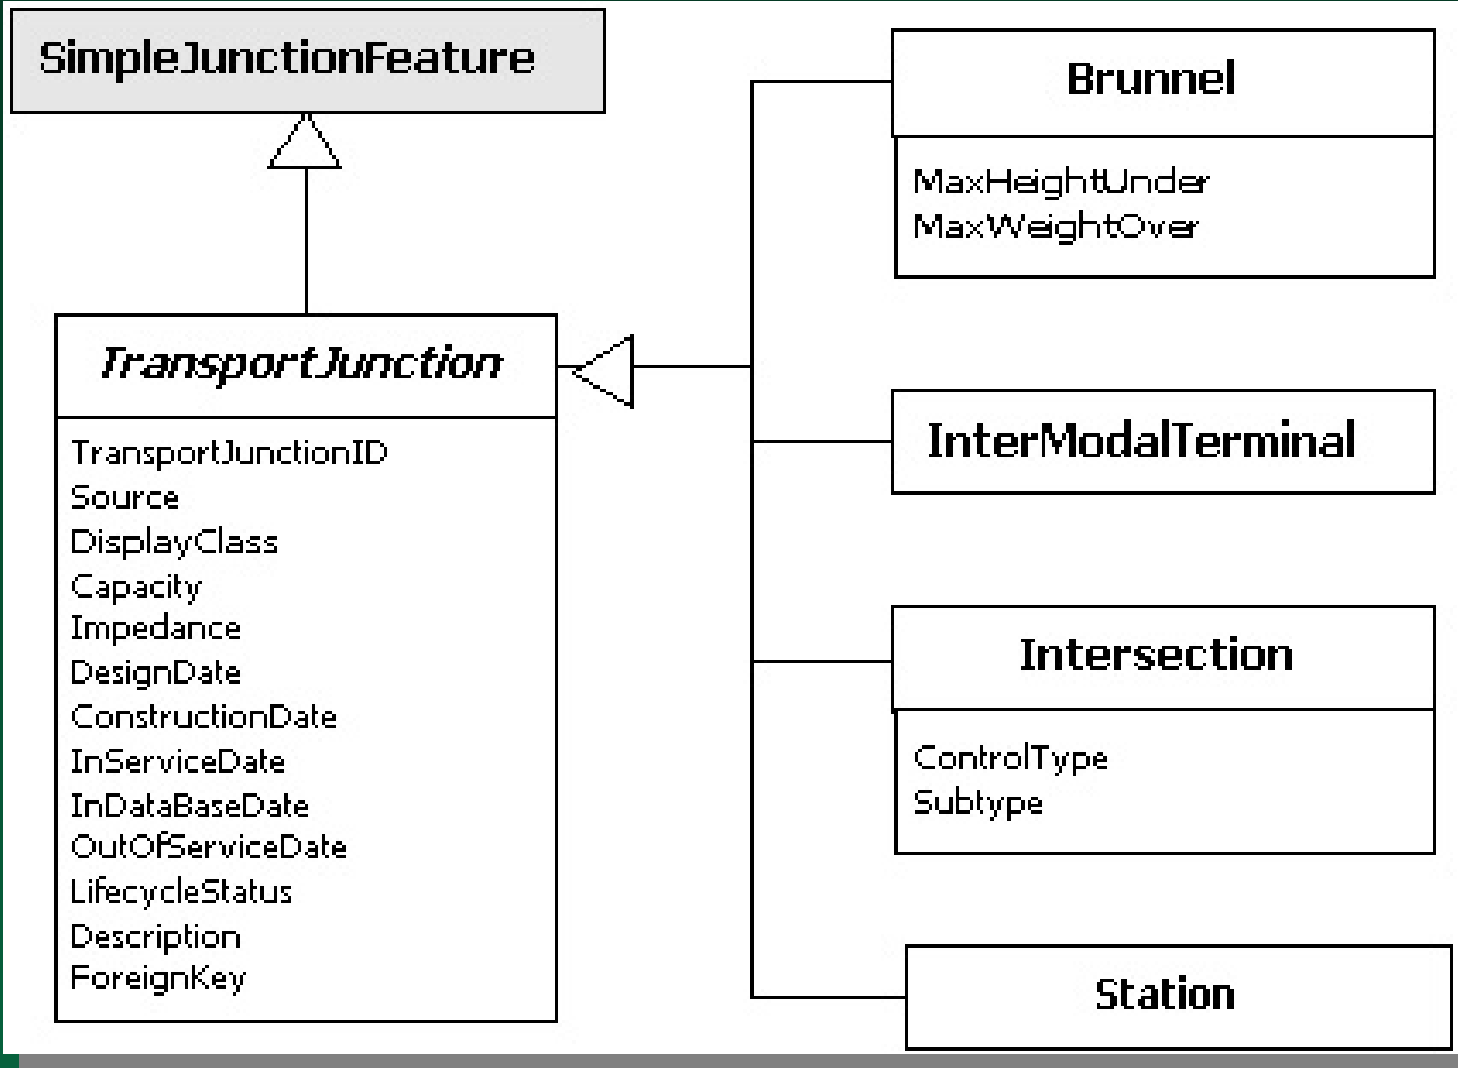 SimpleJunctionFeature
TransportJunction
TransportJunctionID
Source
DisplayClass
Capacity
Impedance
DesignDate
ConstructionDate
InServiceDate
InDataBaseDate
OutOfServiceDate
LifecycleStatus
Description
ForeignKey
Brunnel
MaxHeightUnder
MaxWeightOver
InterModalTerminal
Intersection
ControlType
Subtype
Station